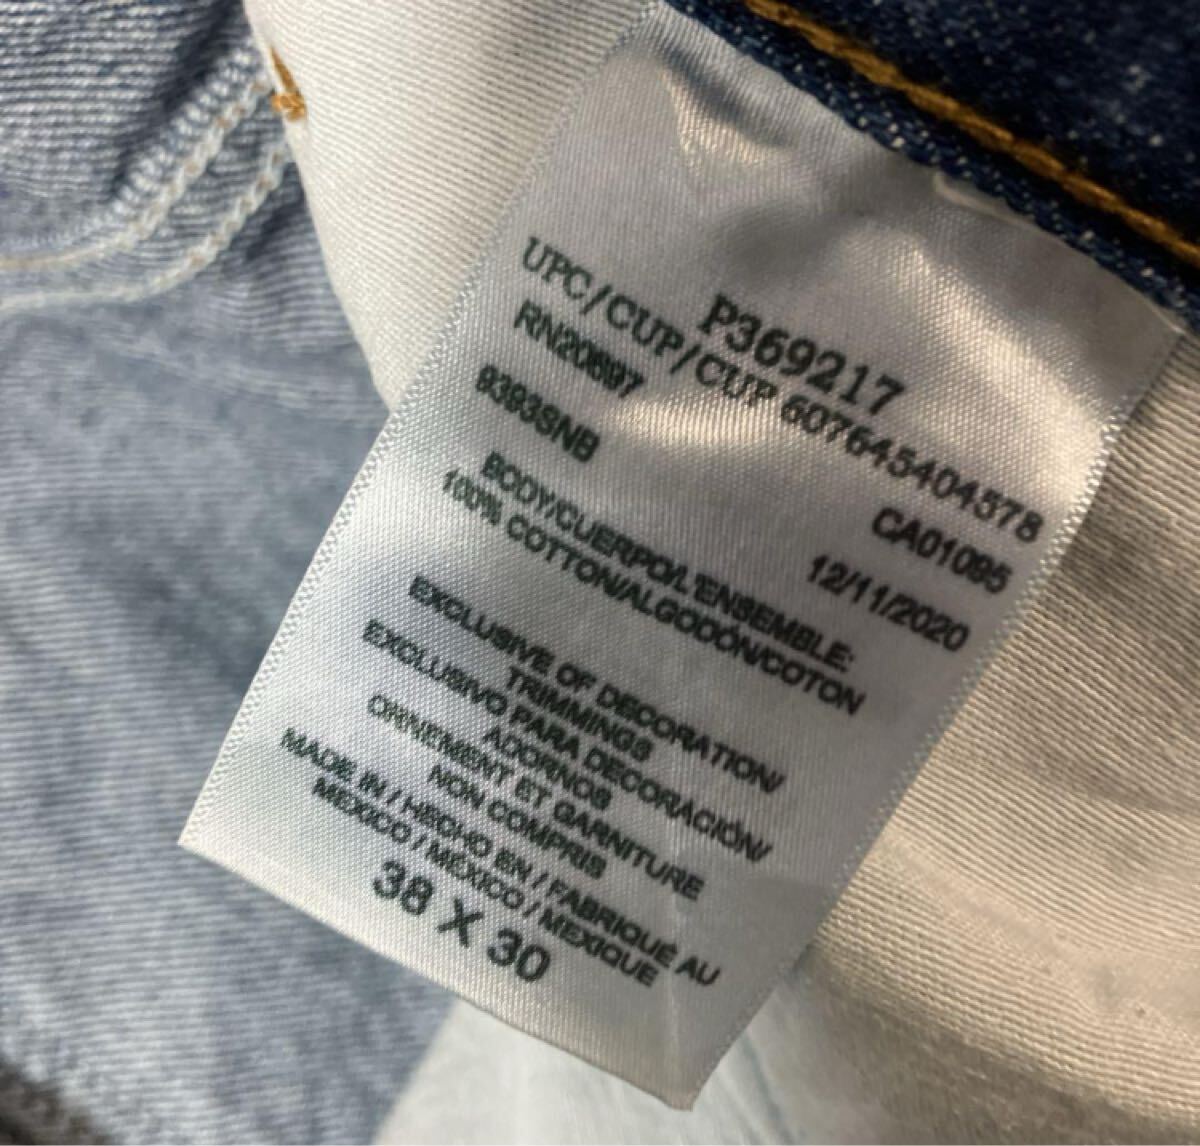 P369217
UPC/CUP/CUP 607645404578
RN20697 CA01095
9393SNB 12/11/2020
BODY/CUERPO/L'ENSEMBLE:
100% COTTON/ALGODÓN/COTON
EXCLUSIVE OF DECORATION/
TRIMMINGS
EXCLUSIVO PARA DECORACIÓN/
ADORNOS
ORNEMENT ET GARNITURE
NON COMPRIS
MADE IN / HECHO EN / FABRIQUÉ AU
MEXICO / MÉXICO / MEXIQUE
38 X 30